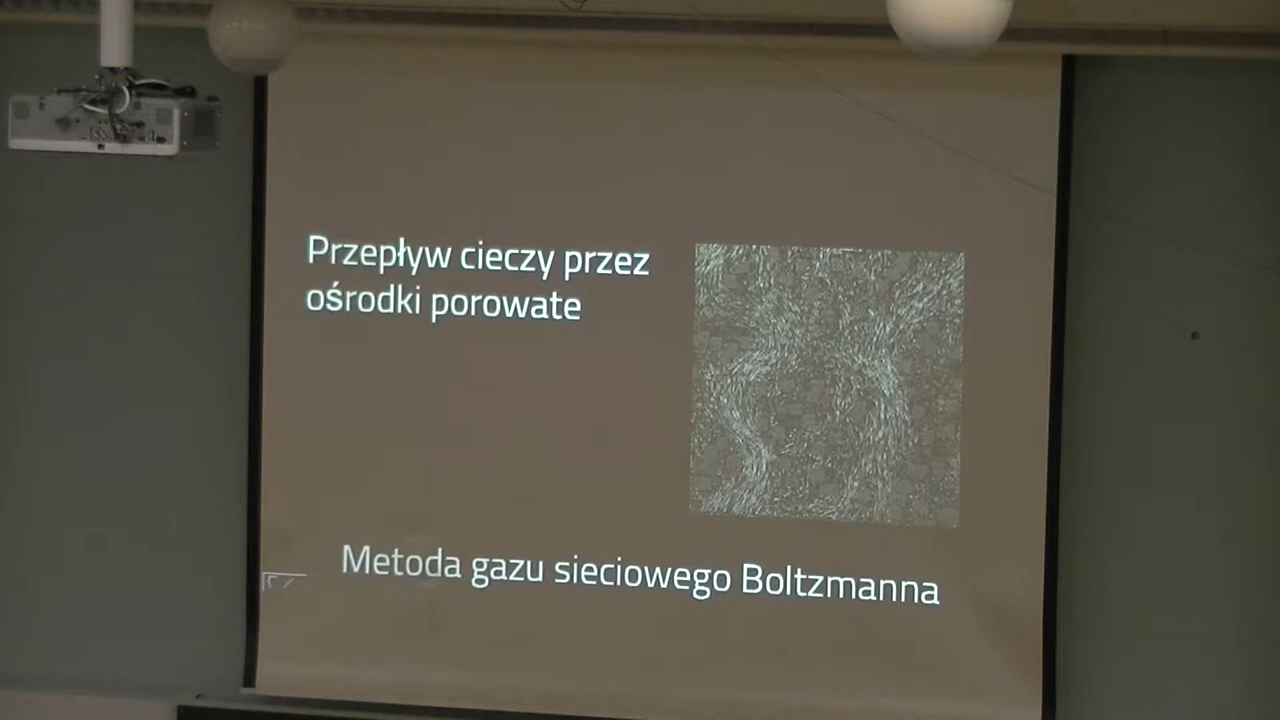 Przepływ cieczy przez
ośrodki porowate
Metoda gazu sieciowego Boltzmanna